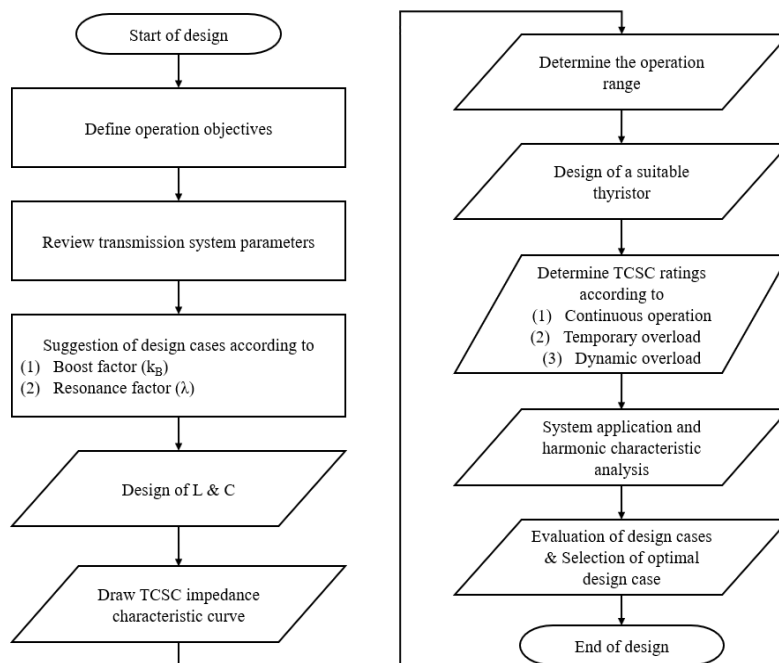 Start of design
Define operation objectives
Review transmission system parameters
Suggestion of design cases according to
(1) Boost factor (kB)
(2) Resonance factor (λ)
Design of L & C
Draw TCSC impedance
characteristic curve
Determine the operation
range
Design of a suitable
thyristor
Determine TCSC ratings
according to
(1) Continuous operation
(2) Temporary overload
(3) Dynamic overload
System application and
harmonic characteristic
analysis
Evaluation of design cases
& Selection of optimal
design case
End of design